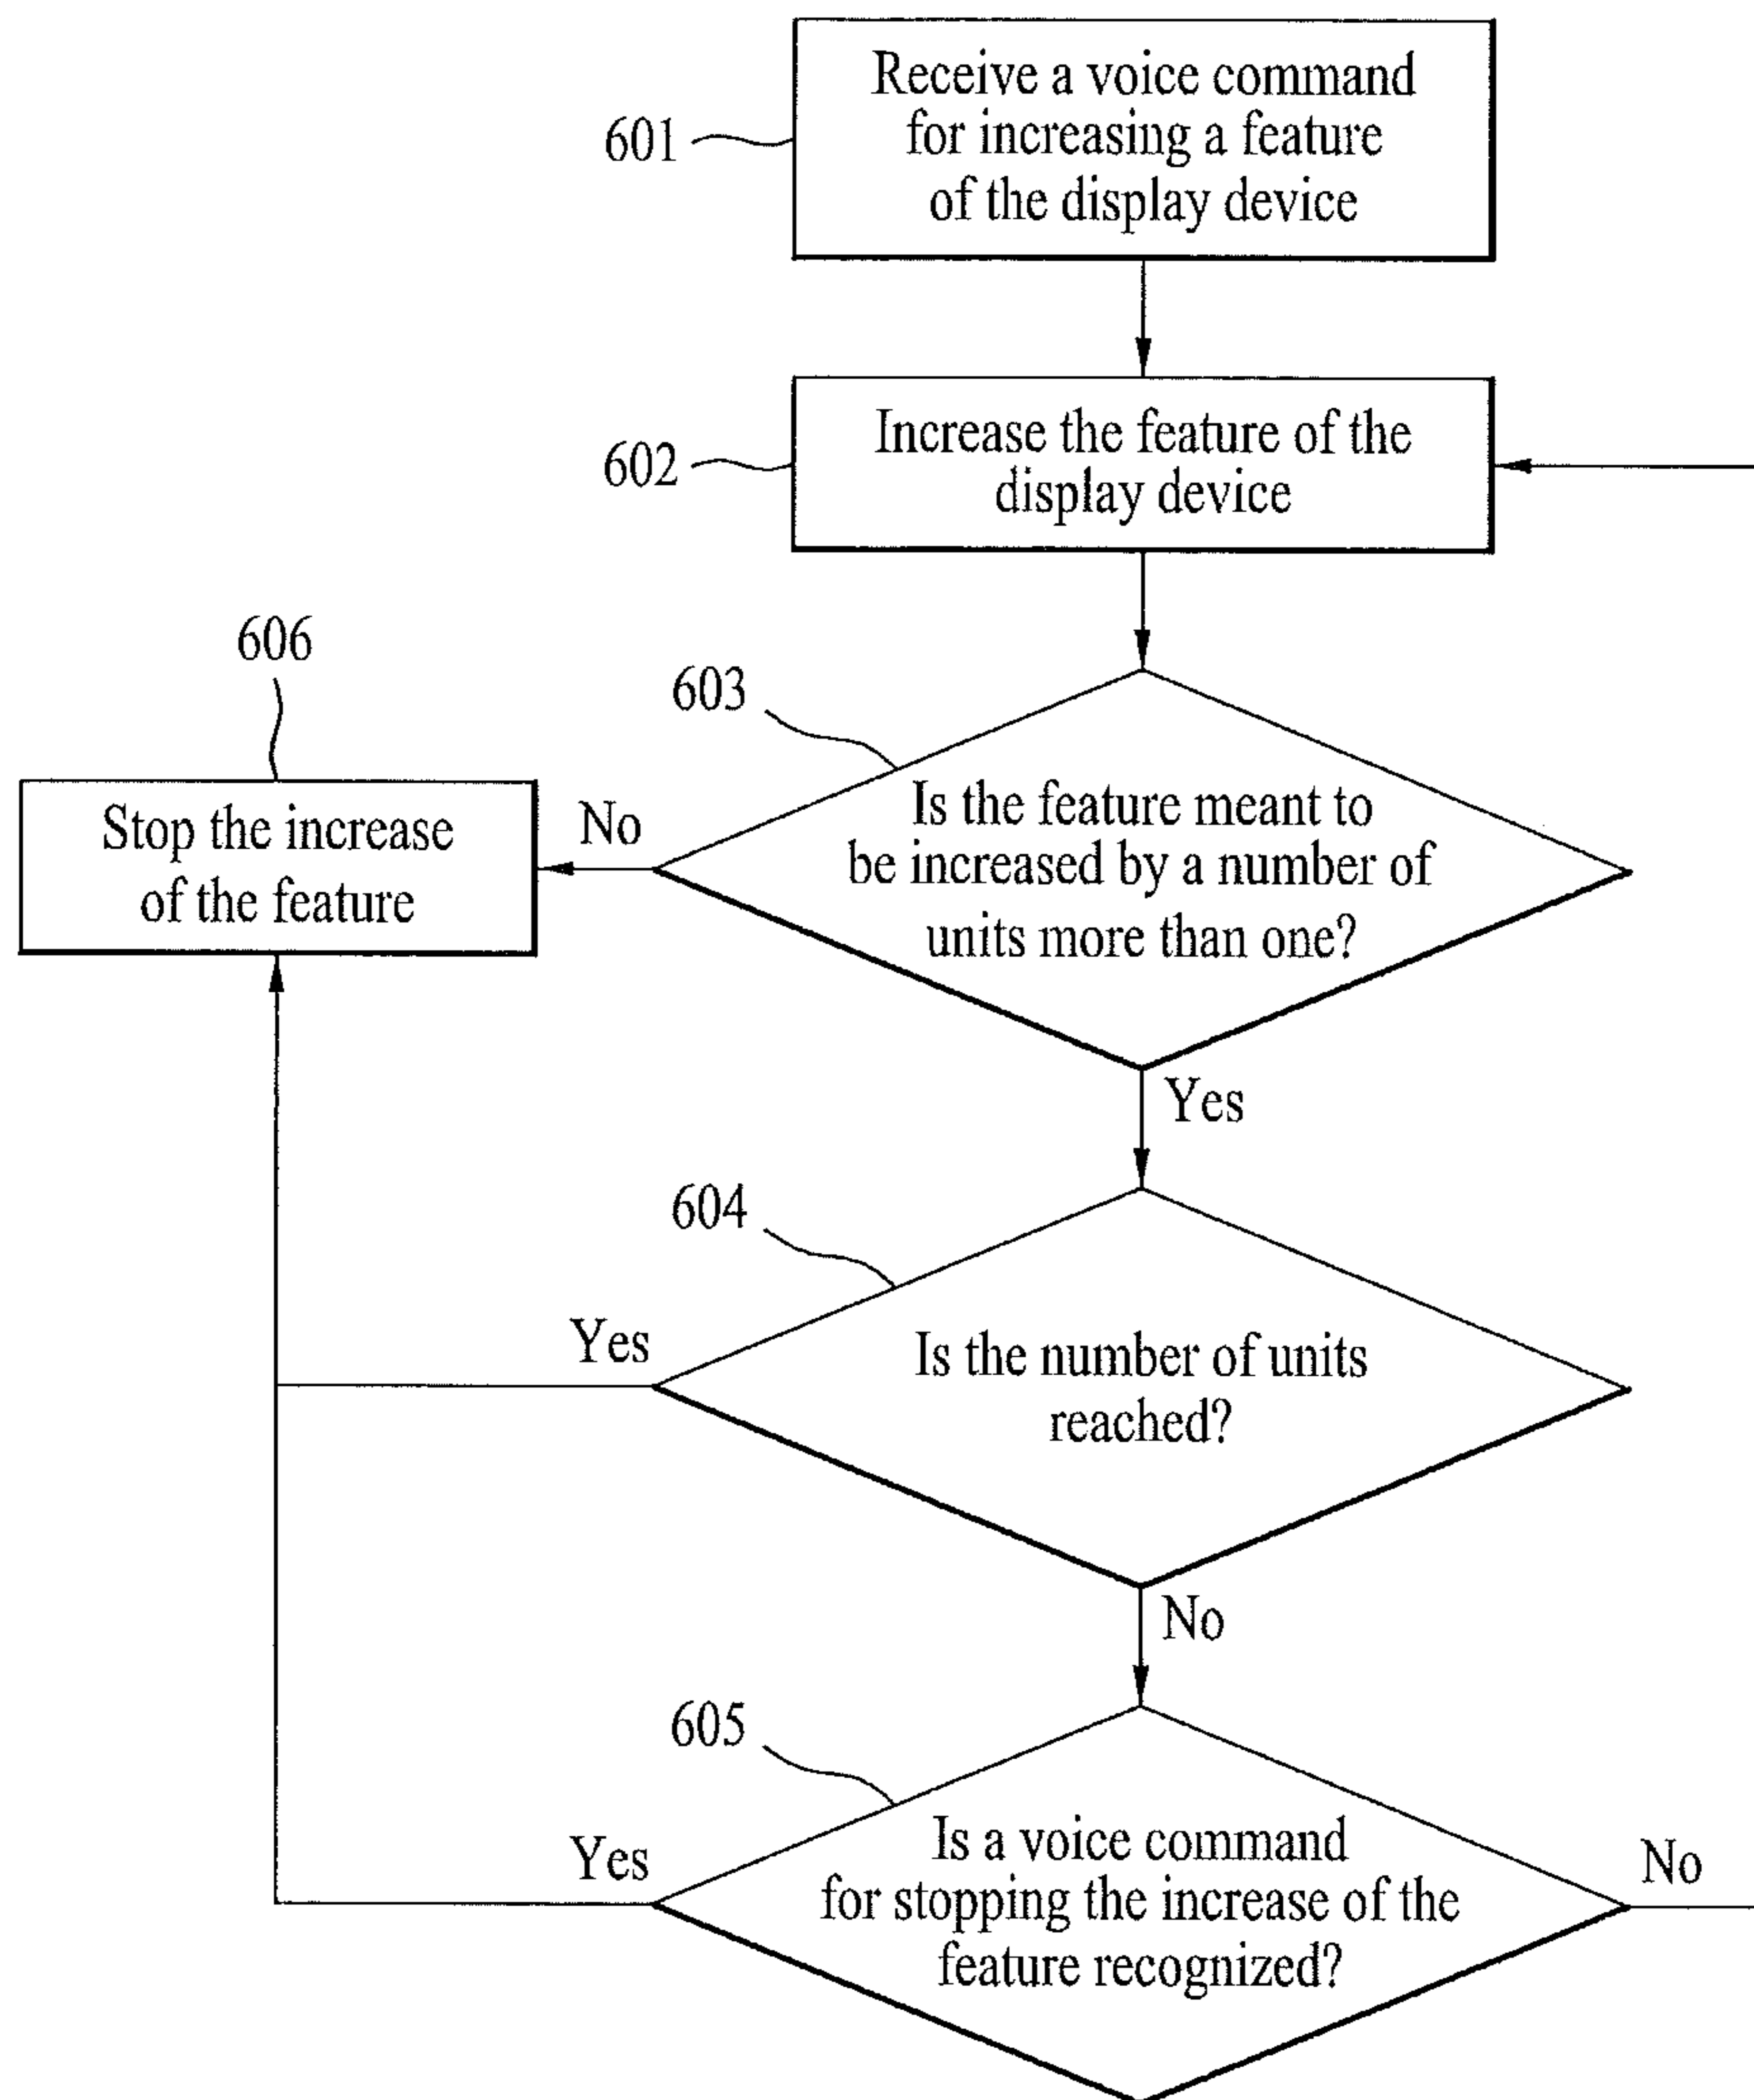 601
Receive a voice command
for increasing a feature
of the display device
602
Increase the feature of the
display device
606
Stop the increase
of the feature
No
603
Is the feature meant to
be increased by a number of
units more than one?
Yes
604
Yes
Is the number of units
reached?
No
605
Yes
Is a voice command
for stopping the increase of the
feature recognized?
No